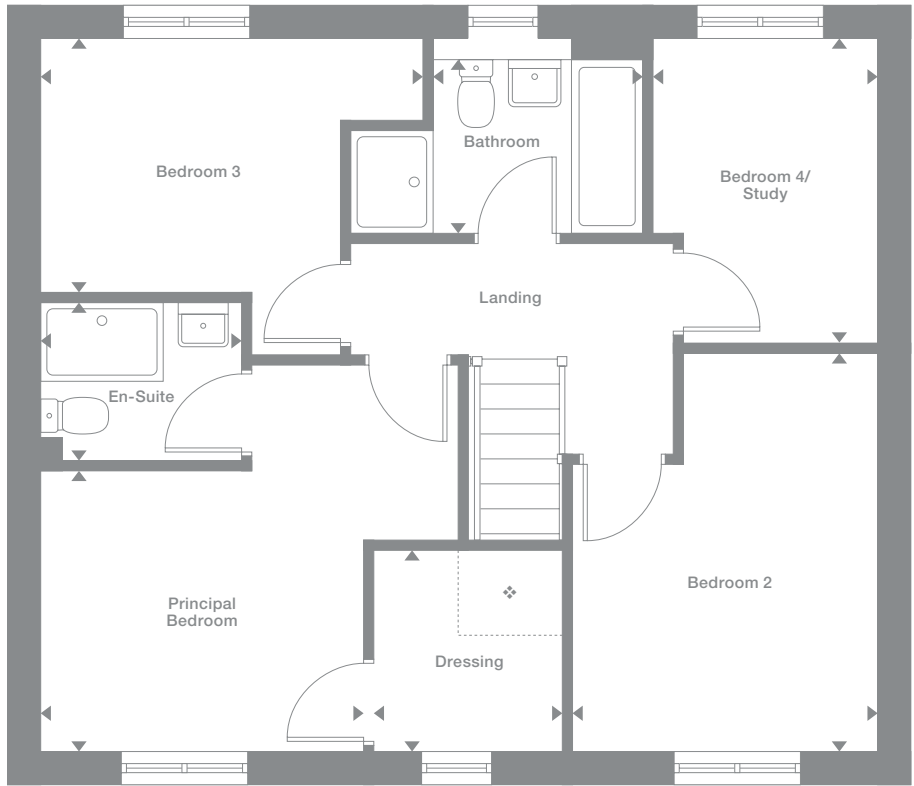 Bedroom 3
Bathroom
Bedroom 4/
Study
Landing
En-Suite
Principal
Bedroom
Dressing
Bedroom 2